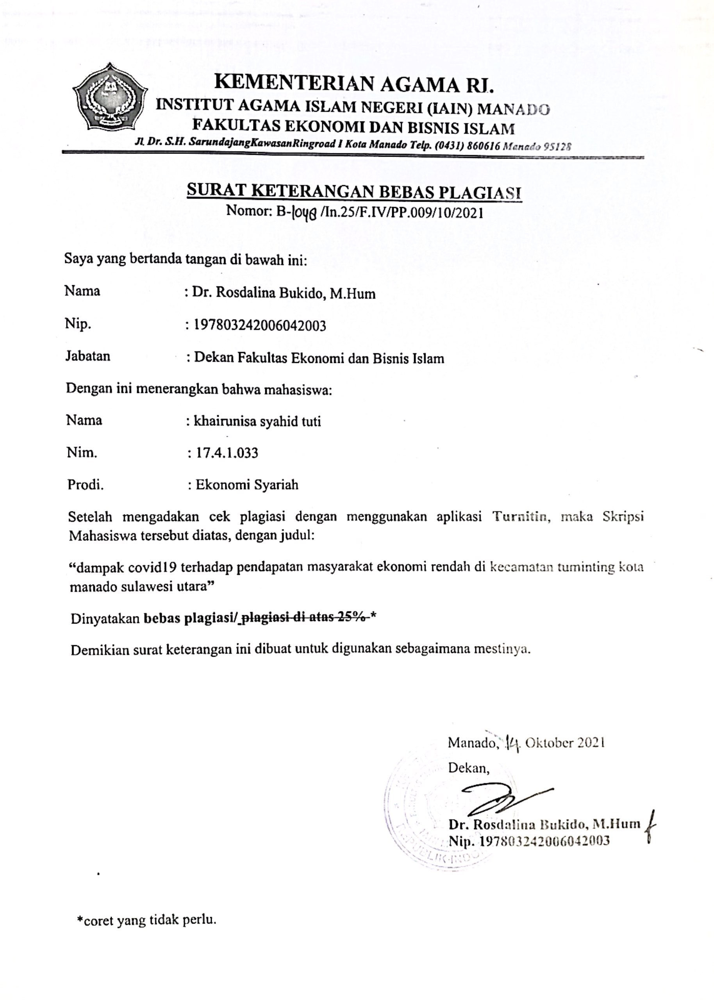 KEMENTERIAN AGAMA RI.
INSTITUT AGAMA ISLAM NEGERI (IAIN) MANADO
FAKULTAS EKONOMI DAN BISNIS ISLAM
Jl. Dr. S.H. SarundajangKawasanRingroad I Kota Manado Telp. (0431) 860616 Manado 95128
SURAT KETERANGAN BEBAS PLAGIASI
Nomor: B-1048 /In.25/F.IV/PP.009/10/2021
Saya yang bertanda tangan di bawah ini:
Nama : Dr. Rosdalina Bukido, M.Hum
Nip. : 197803242006042003
Jabatan : Dekan Fakultas Ekonomi dan Bisnis Islam
Dengan ini menerangkan bahwa mahasiswa:
Nama : khairunisa syahid tuti
Nim. : 17.4.1.033
Prodi. : Ekonomi Syariah
Setelah mengadakan cek plagiasi dengan menggunakan aplikasi Turnitin, maka Skripsi
Mahasiswa tersebut diatas, dengan judul:
“dampak covid19 terhadap pendapatan masyarakat ekonomi rendah di kecamatan tuminting kota
manado sulawesi utara”
Dinyatakan bebas plagiasi/ plagiasi di atas 25% *
Demikian surat keterangan ini dibuat untuk digunakan sebagaimana mestinya.
Manado, 14 Oktober 2021
Dekan,
Dr. Rosdalina Bukido, M.Hum
Nip. 197803242006042003
*coret yang tidak perlu.